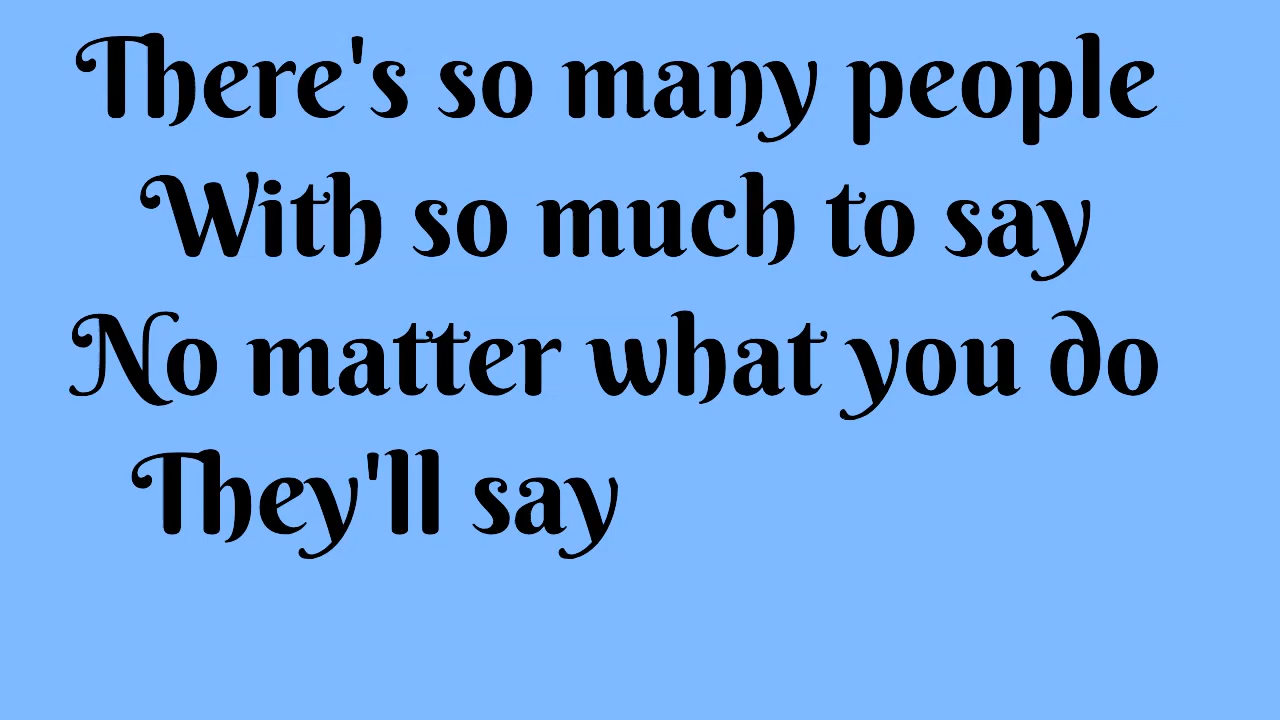 There's so many people
With so much to say
No matter what you do
They'll say